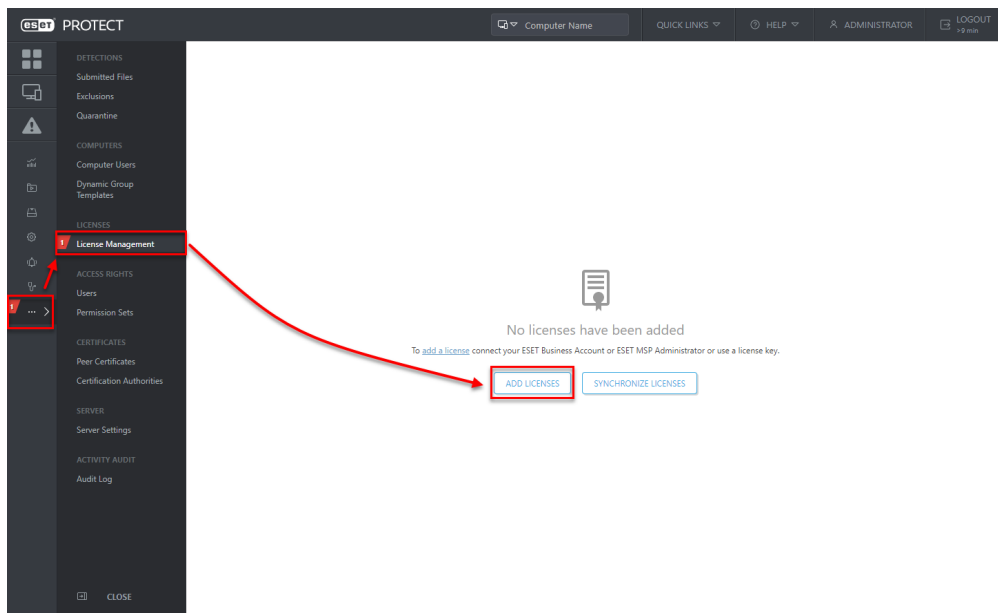 eseT PROTECT
Computer Name
QUICK LINKS
HELP
ADMINISTRATOR
LOGOUT
>9 min
DETECTIONS
Submitted Files
Exclusions
Quarantine
COMPUTERS
Computer Users
Dynamic Group
Templates
LICENSES
1 License Management
ACCESS RIGHTS
Users
1 ...
Permission Sets
CERTIFICATES
Peer Certificates
Certification Authorities
SERVER
Server Settings
ACTIVITY AUDIT
Audit Log
CLOSE
No licenses have been added
To add a license connect your ESET Business Account or ESET MSP Administrator or use a license key.
ADD LICENSES
SYNCHRONIZE LICENSES